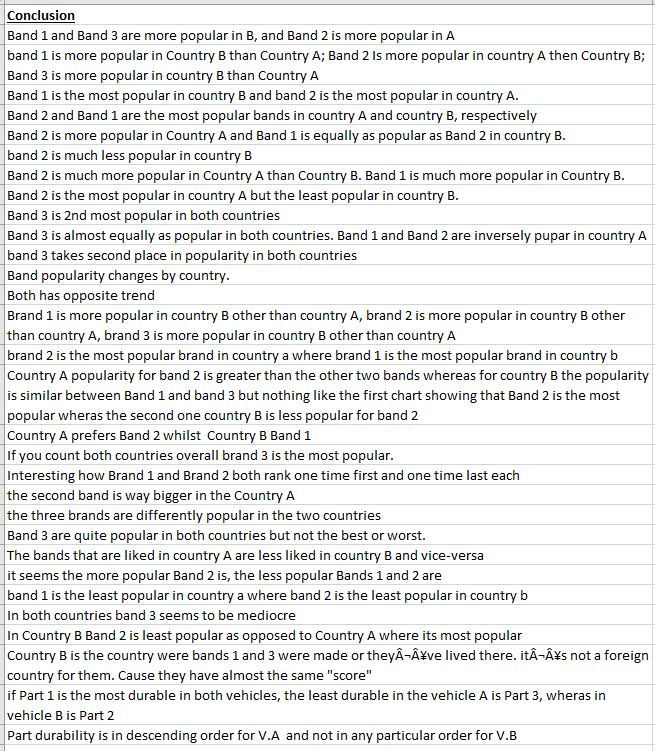 Conclusion
Band 1 and Band 3 are more popular in B, and Band 2 is more popular in A
band 1 is more popular in Country B than Country A; Band 2 Is more popular in country A then Country B;
Band 3 is more popular in country B than Country A
Band 1 is the most popular in country B and band 2 is the most popular in country A.
Band 2 and Band 1 are the most popular bands in country A and country B, respectively
Band 2 is more popular in Country A and Band 1 is equally as popular as Band 2 in country B.
band 2 is much less popular in country B
Band 2 is much more popular in Country A than Country B. Band 1 is much more popular in Country B.
Band 2 is the most popular in country A but the least popular in country B.
Band 3 is 2nd most popular in both countries
Band 3 is almost equally as popular in both countries. Band 1 and Band 2 are inversely pupar in country A
band 3 takes second place in popularity in both countries
Band popularity changes by country.
Both has opposite trend
Brand 1 is more popular in country B other than country A, brand 2 is more popular in country B other
than country A, brand 3 is more popular in country B other than country A
brand 2 is the most popular brand in country a where brand 1 is the most popular brand in country b
Country A popularity for band 2 is greater than the other two bands whereas for country B the popularity
is similar between Band 1 and band 3 but nothing like the first chart showing that Band 2 is the most
popular wheras the second one country B is less popular for band 2
Country A prefers Band 2 whilst  Country B Band 1
If you count both countries overall brand 3 is the most popular.
Interesting how Brand 1 and Brand 2 both rank one time first and one time last each
the second band is way bigger in the Country A
the three brands are differently popular in the two countries
Band 3 are quite popular in both countries but not the best or worst.
The bands that are liked in country A are less liked in country B and vice-versa
it seems the more popular Band 2 is, the less popular Bands 1 and 2 are
band 1 is the least popular in country a where band 2 is the least popular in country b
In both countries band 3 seems to be mediocre
In Country B Band 2 is least popular as opposed to Country A where its most popular
Country B is the country were bands 1 and 3 were made or theyÂ¬Â¥ve lived there. itÂ¬Â¥s not a foreign
country for them. Cause they have almost the same "score"
if Part 1 is the most durable in both vehicles, the least durable in the vehicle A is Part 3, wheras in
vehicle B is Part 2
Part durability is in descending order for V.A  and not in any particular order for V.B